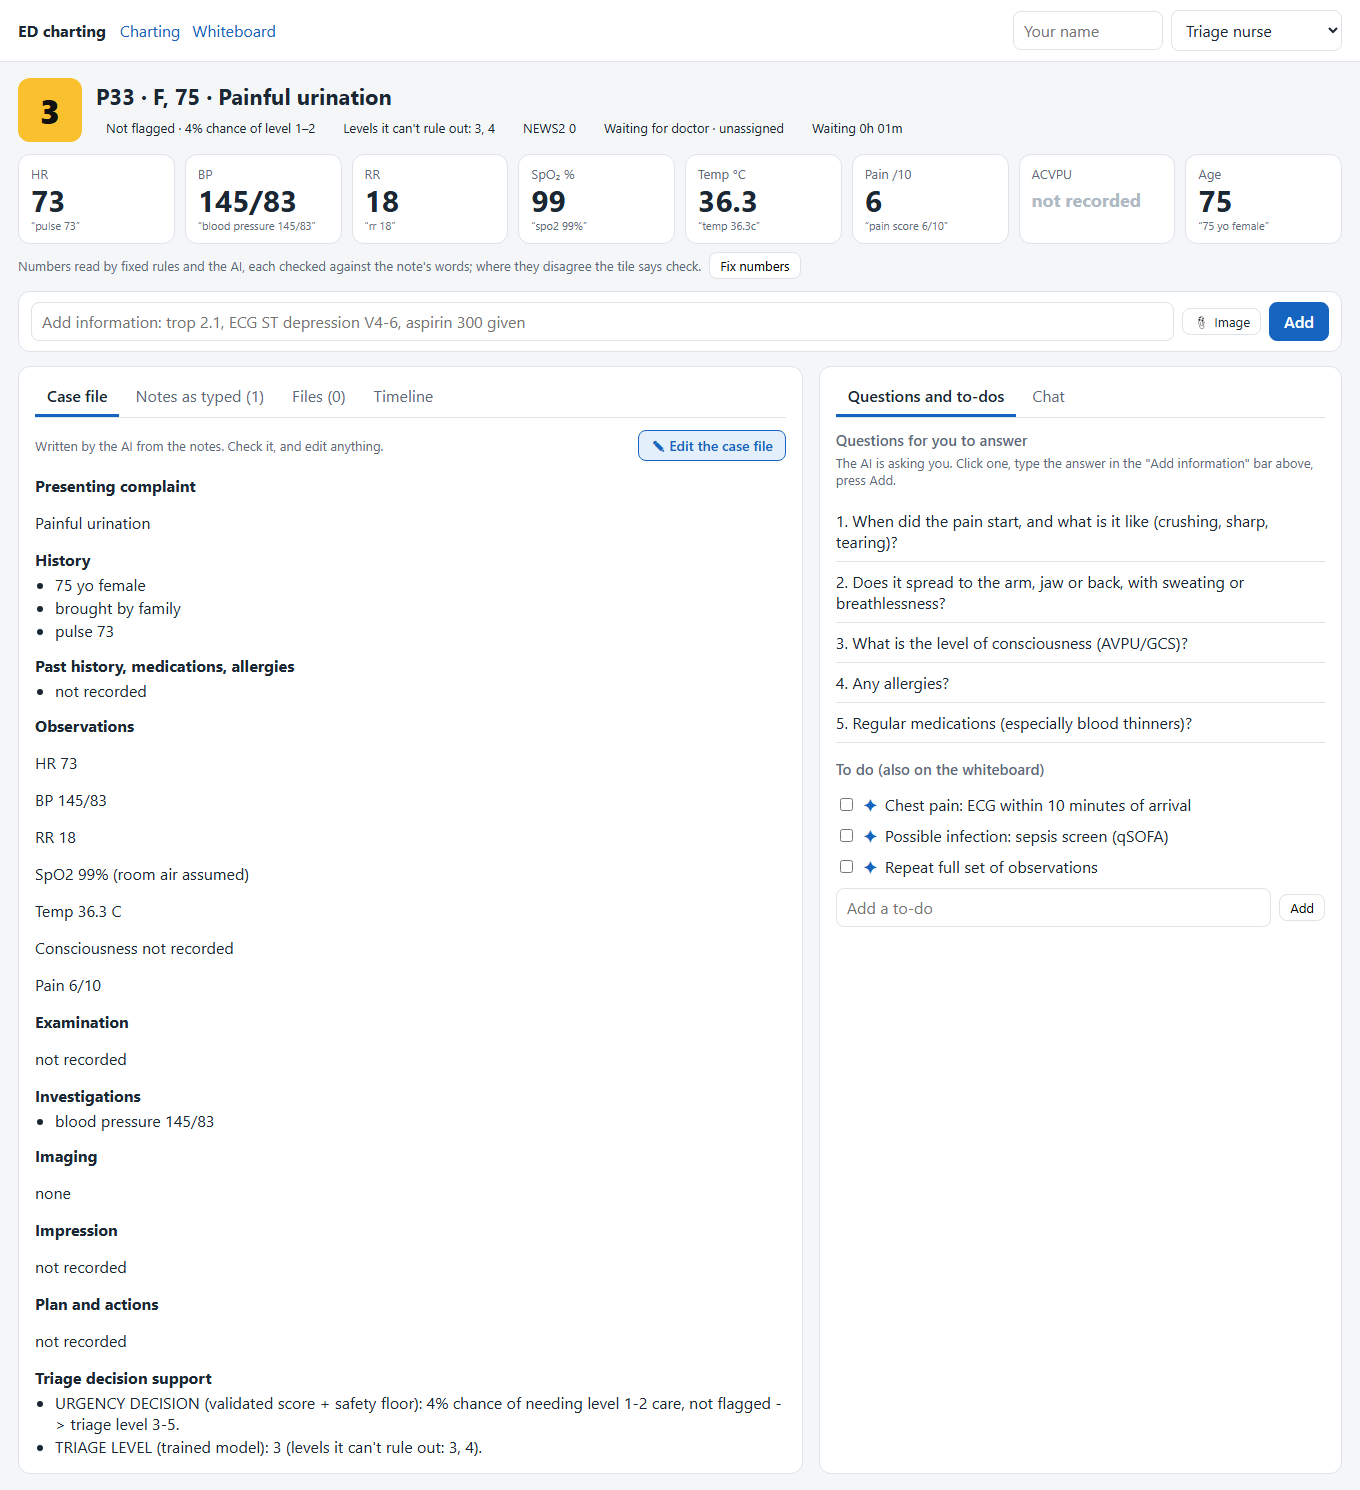 ED charting Charting Whiteboard Your name Triage nurse
3
P33 · F, 75 · Painful urination
Not flagged · 4% chance of level 1–2 Levels it can't rule out: 3, 4 NEWS2 0 Waiting for doctor · unassigned Waiting 0h 01m
HR
73
“pulse 73”
BP
145/83
“blood pressure 145/83”
RR
18
“rr 18”
SpO₂ %
99
“spo2 99%”
Temp °C
36.3
“temp 36.3c”
Pain /10
6
“pain score 6/10”
ACVPU
not recorded
Age
75
“75 yo female”
Numbers read by fixed rules and the AI, each checked against the note's words; where they disagree the tile says check. Fix numbers
Add information: trop 2.1, ECG ST depression V4-6, aspirin 300 given Image Add
Case file Notes as typed (1) Files (0) Timeline
Written by the AI from the notes. Check it, and edit anything. Edit the case file
Presenting complaint
Painful urination
History
• 75 yo female
• brought by family
• pulse 73
Past history, medications, allergies
• not recorded
Observations
HR 73
BP 145/83
RR 18
SpO2 99% (room air assumed)
Temp 36.3 C
Consciousness not recorded
Pain 6/10
Examination
not recorded
Investigations
• blood pressure 145/83
Imaging
none
Impression
not recorded
Plan and actions
not recorded
Triage decision support
• URGENCY DECISION (validated score + safety floor): 4% chance of needing level 1-2 care, not flagged -
> triage level 3-5.
• TRIAGE LEVEL (trained model): 3 (levels it can't rule out: 3, 4).
Questions and to-dos Chat
Questions for you to answer
The AI is asking you. Click one, type the answer in the "Add information" bar above,
press Add.
1. When did the pain start, and what is it like (crushing, sharp,
tearing)?
2. Does it spread to the arm, jaw or back, with sweating or
breathlessness?
3. What is the level of consciousness (AVPU/GCS)?
4. Any allergies?
5. Regular medications (especially blood thinners)?
To do (also on the whiteboard)
Chest pain: ECG within 10 minutes of arrival
Possible infection: sepsis screen (qSOFA)
Repeat full set of observations
Add a to-do Add